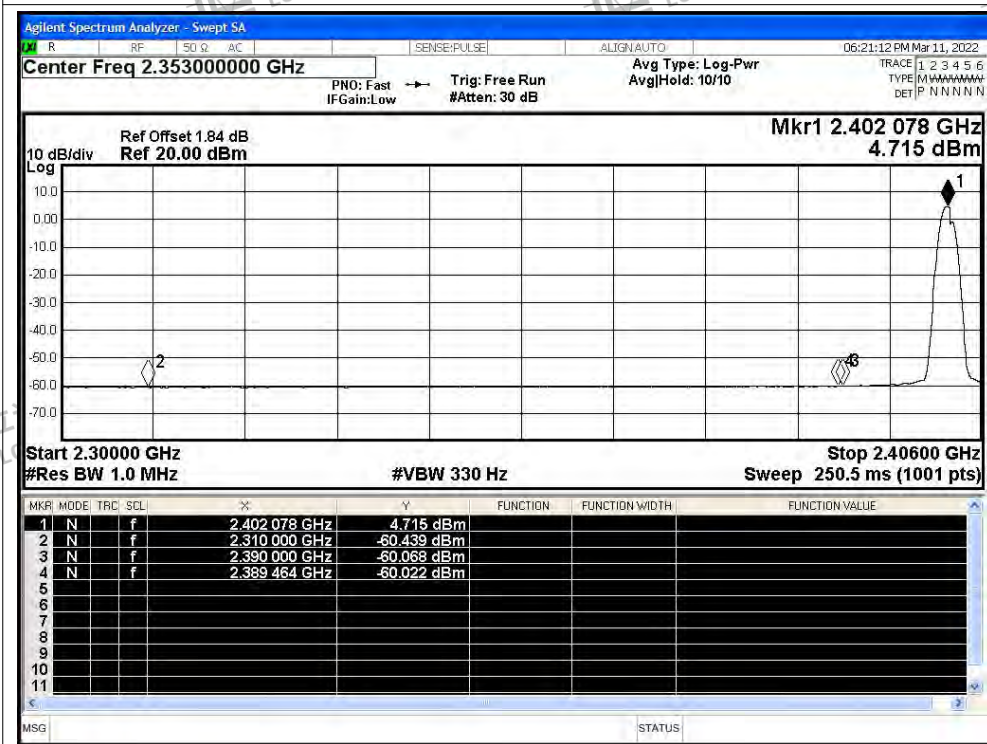 Agilent Spectrum Analyzer - Swept SA
LXI R RF 50 Ω AC SENSE:PULSE ALIGN AUTO 06:21:12 PM Mar 11, 2022
Center Freq 2.353000000 GHz
PNO: Fast
IFGain:Low
Trig: Free Run
#Atten: 30 dB
Avg Type: Log-Pwr
Avg|Hold: 10/10
TRACE 1 2 3 4 5 6
TYPE M
DET P N N N N N
Mkr1 2.402 078 GHz
4.715 dBm
Ref Offset 1.84 dB
10 dB/div Ref 20.00 dBm
Log
1
10.0
0.00
-10.0
-20.0
-30.0
-40.0
-50.0
2 4 3
-60.0
-70.0
Start 2.30000 GHz Stop 2.40600 GHz
#Res BW 1.0 MHz #VBW 330 Hz Sweep 250.5 ms (1001 pts)
MKR MODE TRC SCL X Y FUNCTION FUNCTION WIDTH FUNCTION VALUE
1 N f 2.402 078 GHz 4.715 dBm
2 N f 2.310 000 GHz -60.439 dBm
3 N f 2.390 000 GHz -60.068 dBm
4 N f 2.389 464 GHz -60.022 dBm
5
6
7
8
9
10
11
MSG STATUS